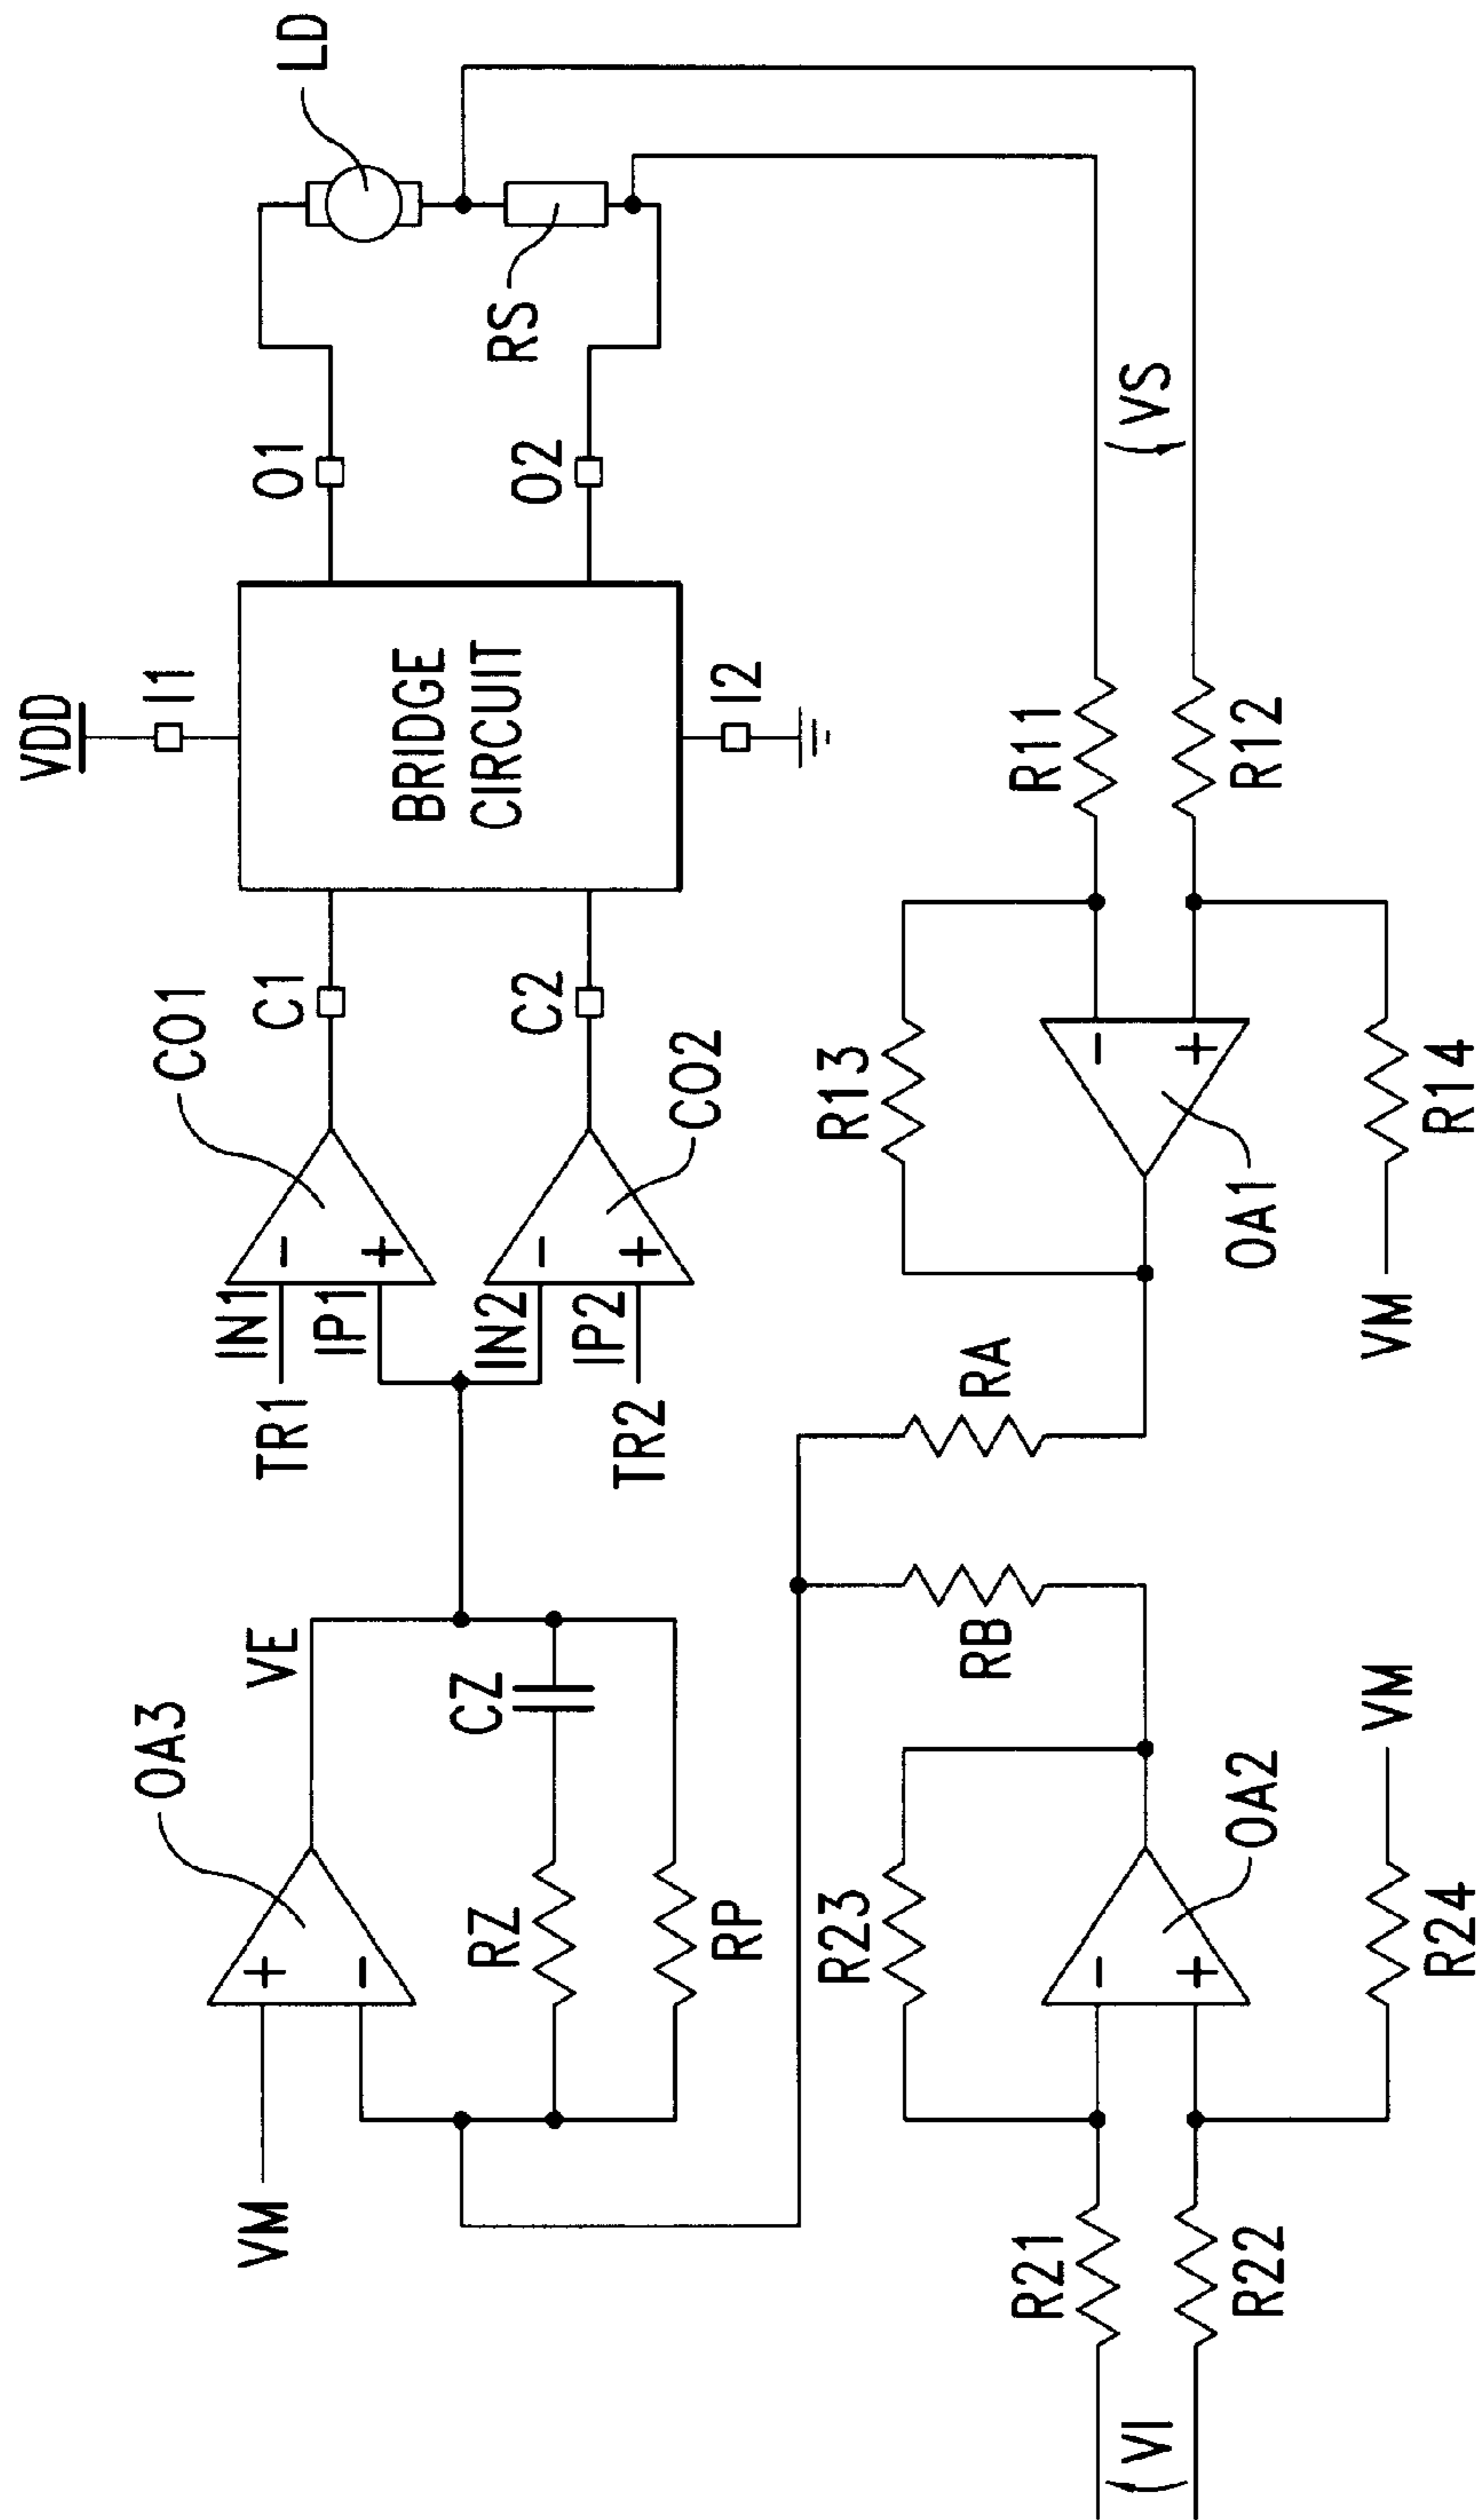 VDD
I1
LD
O1
RS
O2
BRIDGE
CIRCUIT
I2
CO1
C1
C2
CO2
IN1
IP1
IN2
IP2
TR1
TR2
OA3
VE
CZ
RZ
RP
VM
RA
RB
R13
R11
(VS
R12
OA1
R14
VM
R23
R21
(VI
R22
OA2
R24
VM